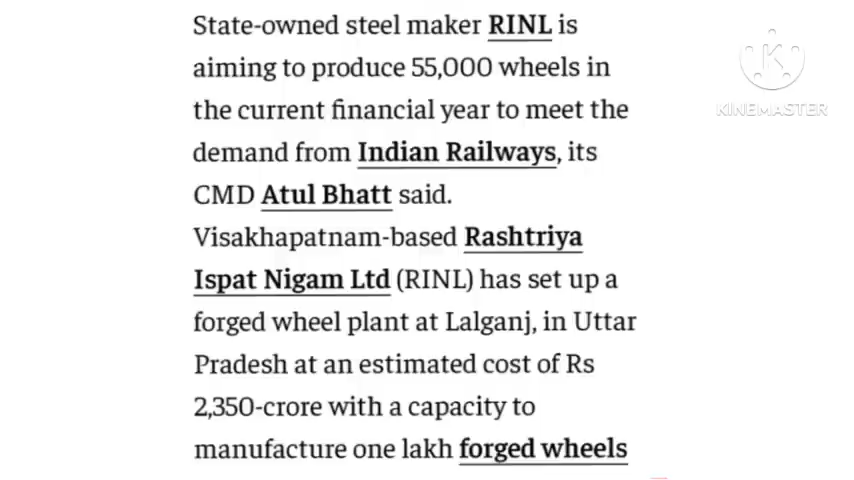 State-owned steel maker RINL is
aiming to produce 55,000 wheels in
the current financial year to meet the
demand from Indian Railways, its
CMD Atul Bhatt said.
Visakhapatnam-based Rashtriya
Ispat Nigam Ltd (RINL) has set up a
forged wheel plant at Lalganj, in Uttar
Pradesh at an estimated cost of Rs
2,350-crore with a capacity to
manufacture one lakh forged wheels
K
KINEMASTER